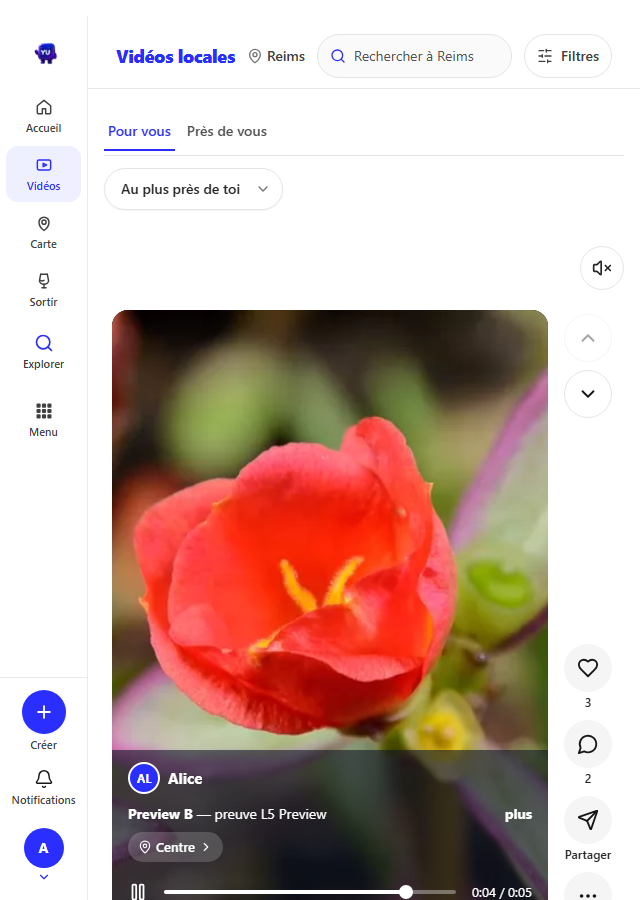 YU
Accueil
Vidéos
Carte
Sortir
Explorer
Menu
Créer
Notifications
A
Vidéos locales
Reims
Rechercher à Reims
Filtres
Pour vous
Près de vous
Au plus près de toi
AL
Alice
Preview B — preuve L5 Preview
plus
Centre
0:04 / 0:05
3
2
Partager